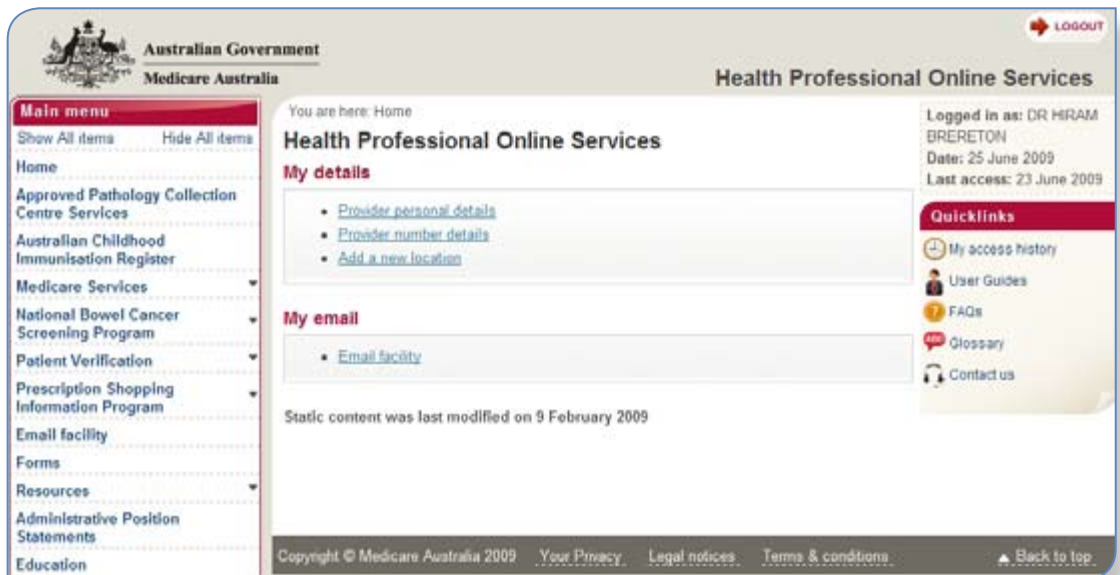 LOGOUT
Australian Government
Medicare Australia
Health Professional Online Services
Main menu
Show All items Hide All items
Home
Approved Pathology Collection
Centre Services
Australian Childhood
Immunisation Register
Medicare Services
National Bowel Cancer
Screening Program
Patient Verification
Prescription Shopping
Information Program
Email facility
Forms
Resources
Administrative Position
Statements
Education
You are here: Home
Health Professional Online Services
My details
Provider personal details
Provider number details
Add a new location
My email
Email facility
Static content was last modified on 9 February 2009
Logged in as: DR HIRAM
BRERETON
Date: 25 June 2009
Last access: 23 June 2009
Quicklinks
My access history
User Guides
FAQs
Glossary
Contact us
Copyright © Medicare Australia 2009 Your Privacy Legal notices Terms & conditions Back to top